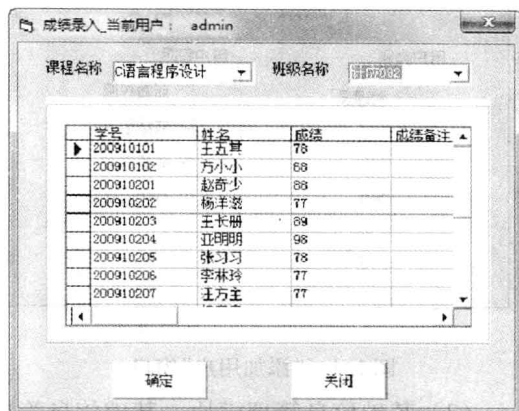 成绩录入_当前用户： admin
课程名称 C语言程序设计 班级名称
学号 姓名 成绩 成绩备注
200910101 王五其 78
200910102 方小小 68
200910201 赵奇少 88
200910202 杨洋滋 77
200910203 王长册 89
200910204 江明明 98
200910205 张习习 78
200910206 李林玲 77
200910207 汪方主 77
确定 关闭